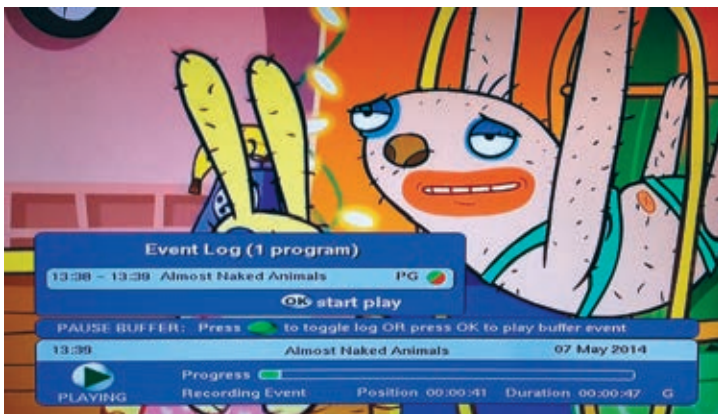 Event Log (1 program)
13:38 - 13:39 Almost Naked Animals PG
OK start play
PAUSE BUFFER: Press to toggle log OR press OK to play buffer event
13:39 Almost Naked Animals 07 May 2014
Progress
PLAYING Recording Event Position 00:00:41 Duration 00:00:47 G